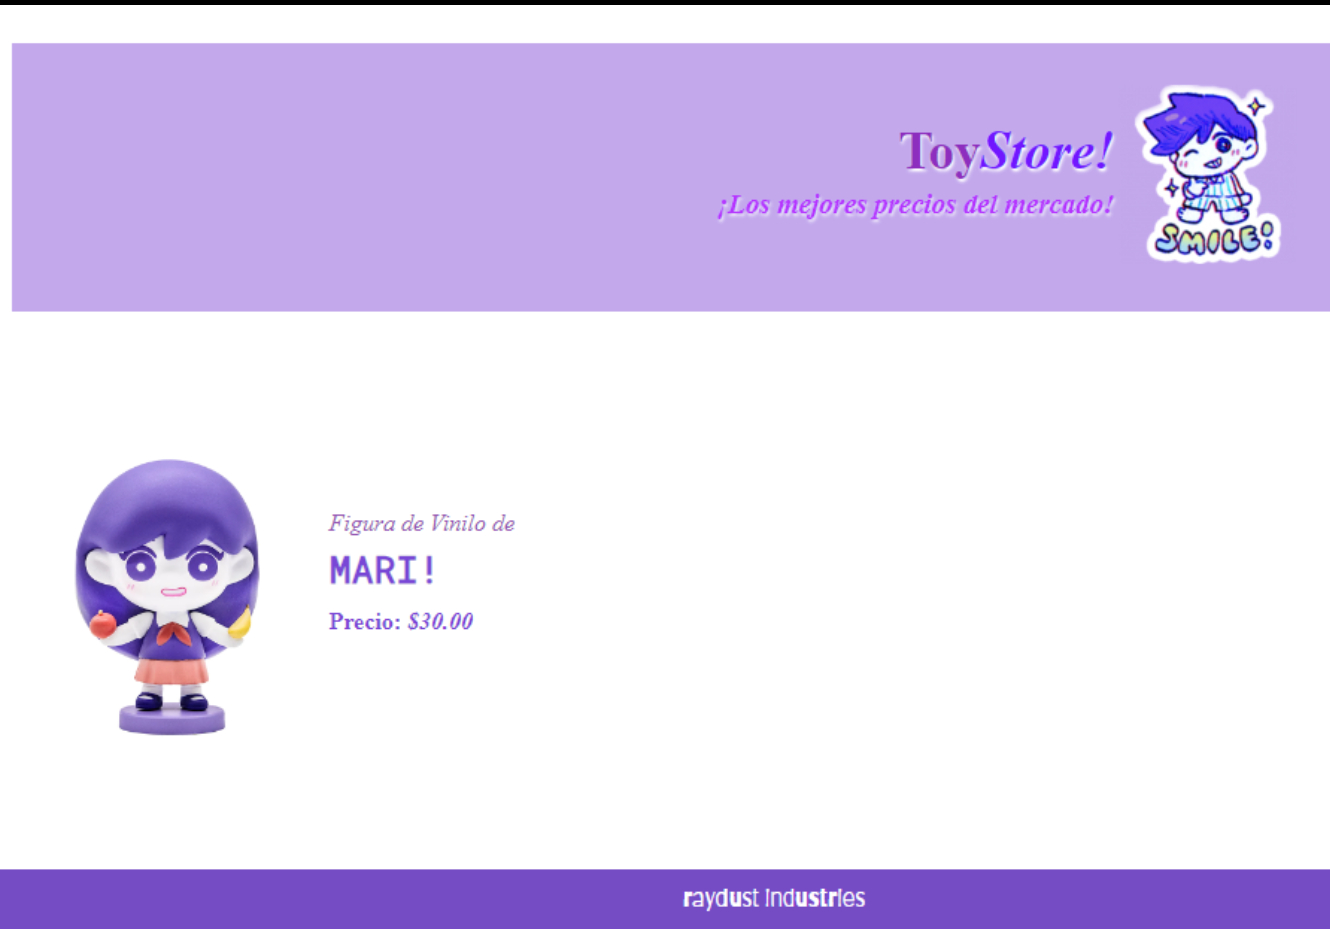 ToyStore!
¡Los mejores precios del mercado!
SMILE!
Figura de Vinilo de
MARI!
Precio: $30.00
raydust industries